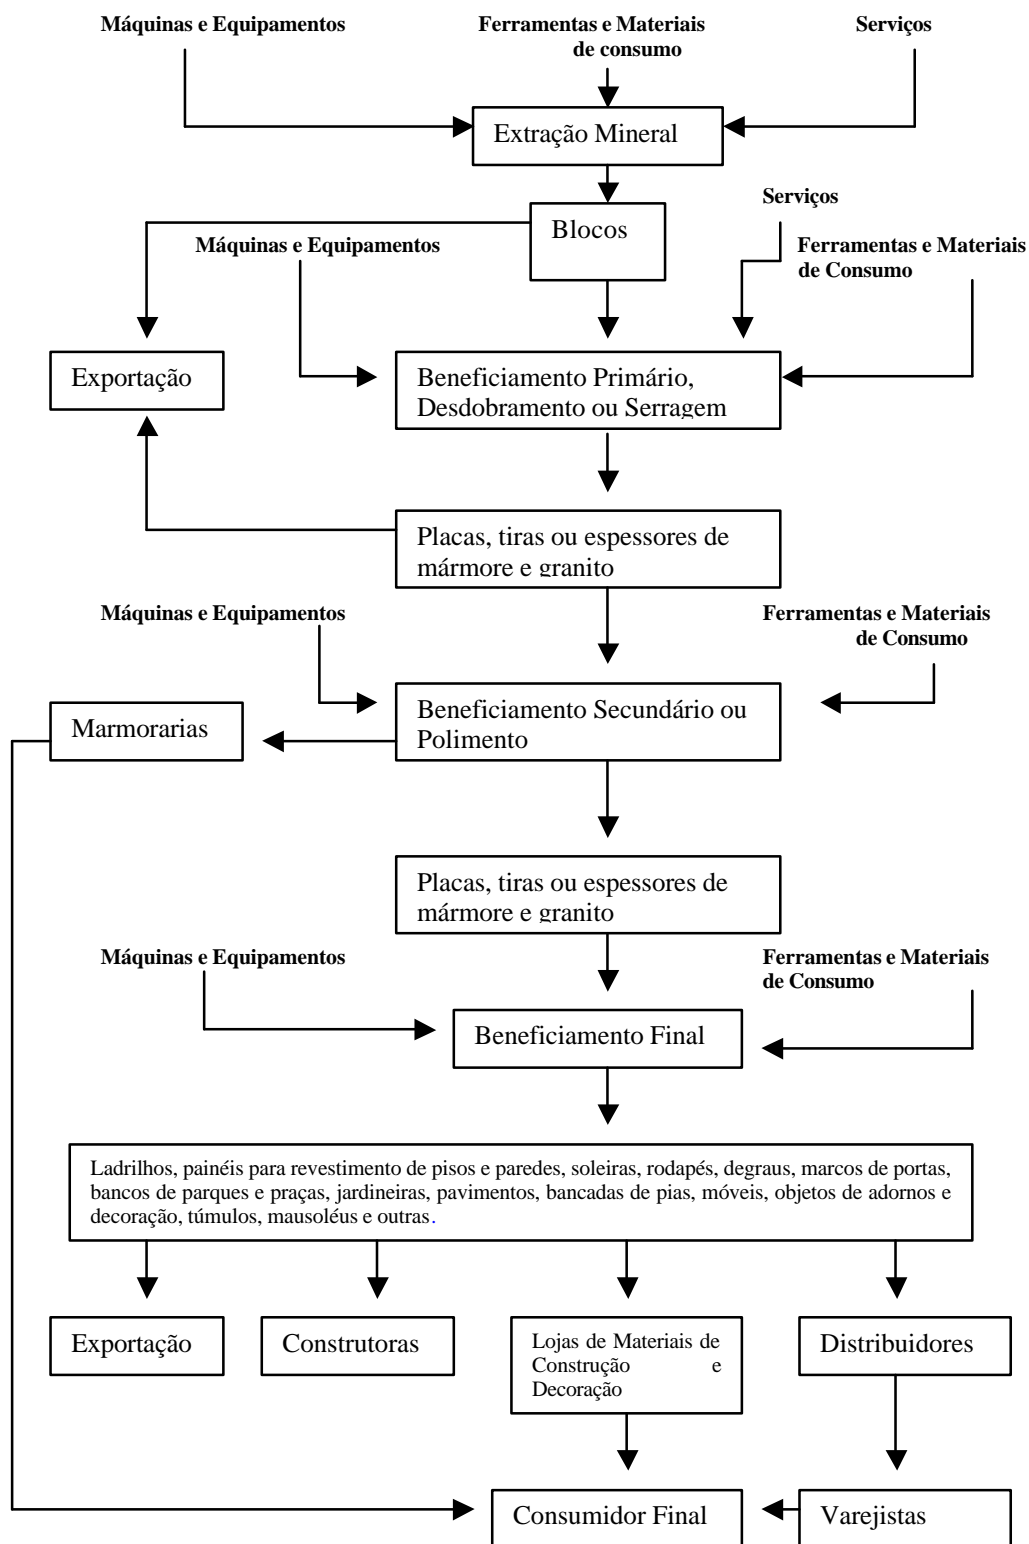 Máquinas e Equipamentos
Ferramentas e Materiais
de consumo
Serviços
Extração Mineral
Serviços
Blocos
Máquinas e Equipamentos
Ferramentas e Materiais
de Consumo
Exportação
Beneficiamento Primário,
Desdobramento ou Serragem
Placas, tiras ou espessores de
mármore e granito
Máquinas e Equipamentos
Ferramentas e Materiais
de Consumo
Marmorarias
Beneficiamento Secundário ou
Polimento
Placas, tiras ou espessores de
mármore e granito
Máquinas e Equipamentos
Ferramentas e Materiais
de Consumo
Beneficiamento Final
Ladrilhos, painéis para revestimento de pisos e paredes, soleiras, rodapés, degraus, marcos de portas,
bancos de parques e praças, jardineiras, pavimentos, bancadas de pias, móveis, objetos de adornos e
decoração, túmulos, mausoléus e outras.
Exportação
Construtoras
Lojas de Materiais de
Construção e
Decoração
Distribuidores
Consumidor Final
Varejistas